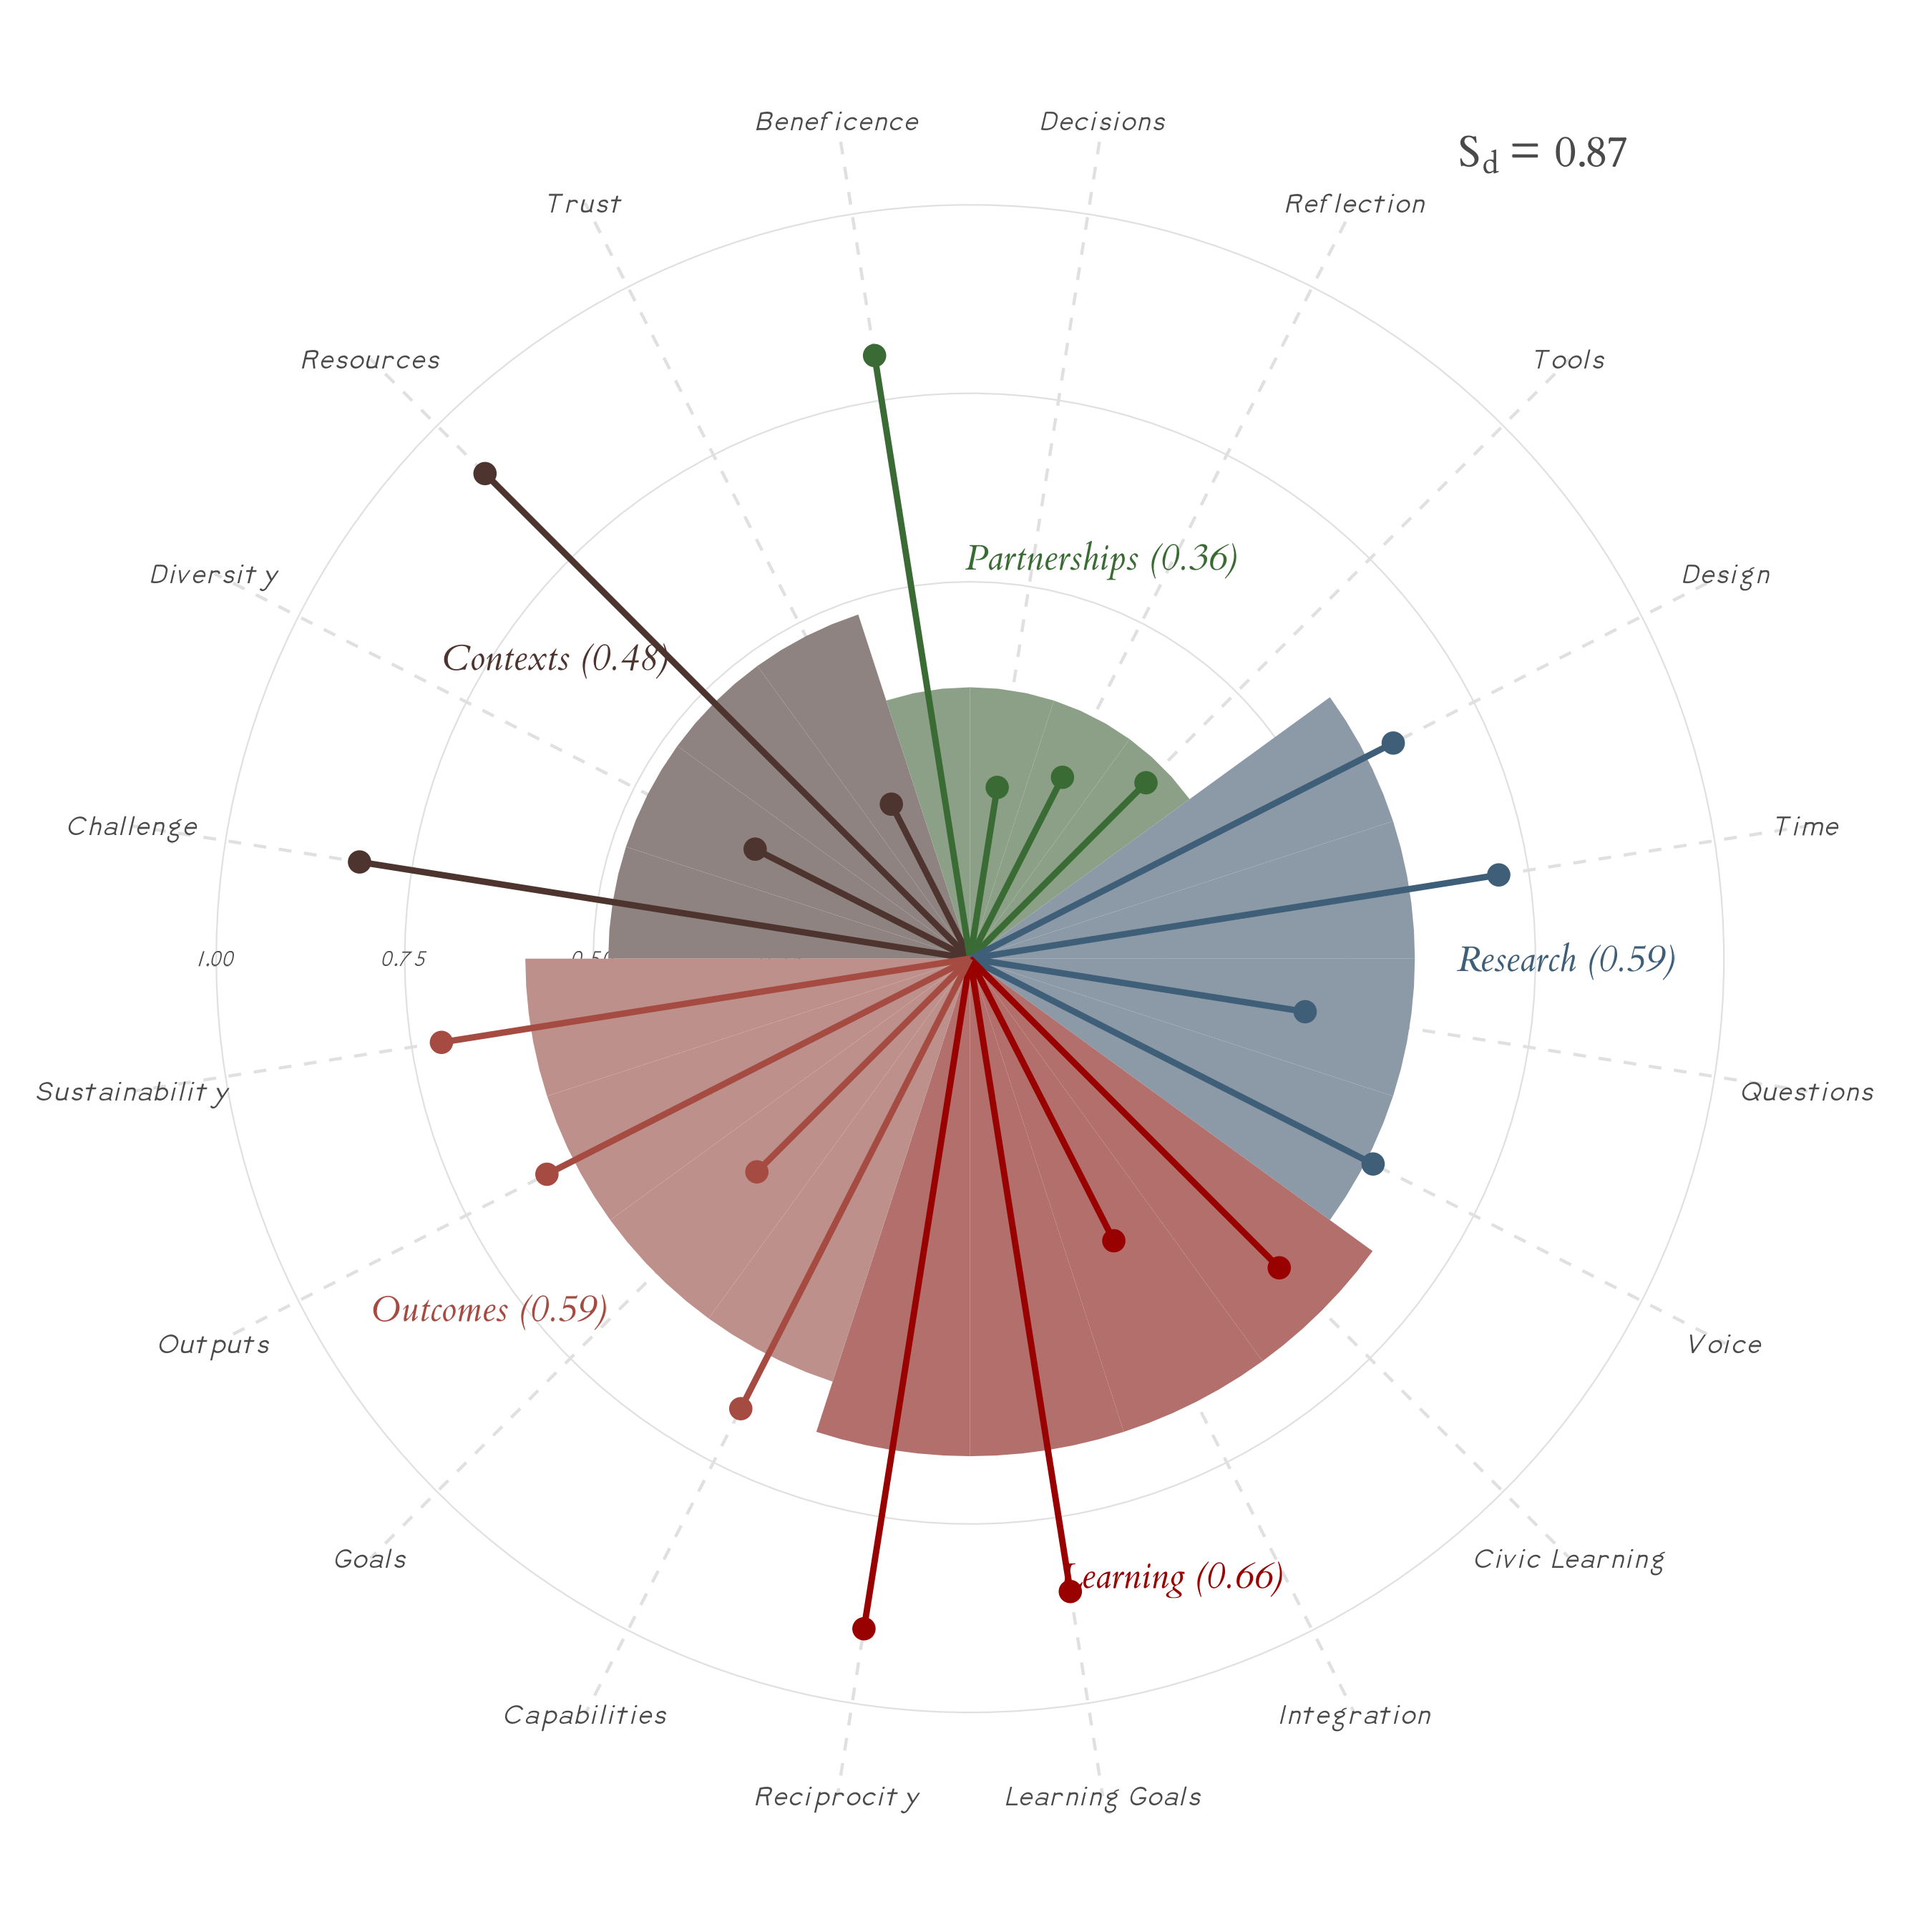 Beneficence
Decisions
S_d = 0.87
Trust
Reflection
Resources
Tools
Partnerships (0.36)
Diversity
Design
Contexts (0.48)
Challenge
Time
1.00
0.75
Research (0.59)
Sustainability
Questions
Outcomes (0.59)
Outputs
Voice
Goals
Civic Learning
Learning (0.66)
Capabilities
Integration
Reciprocity
Learning Goals